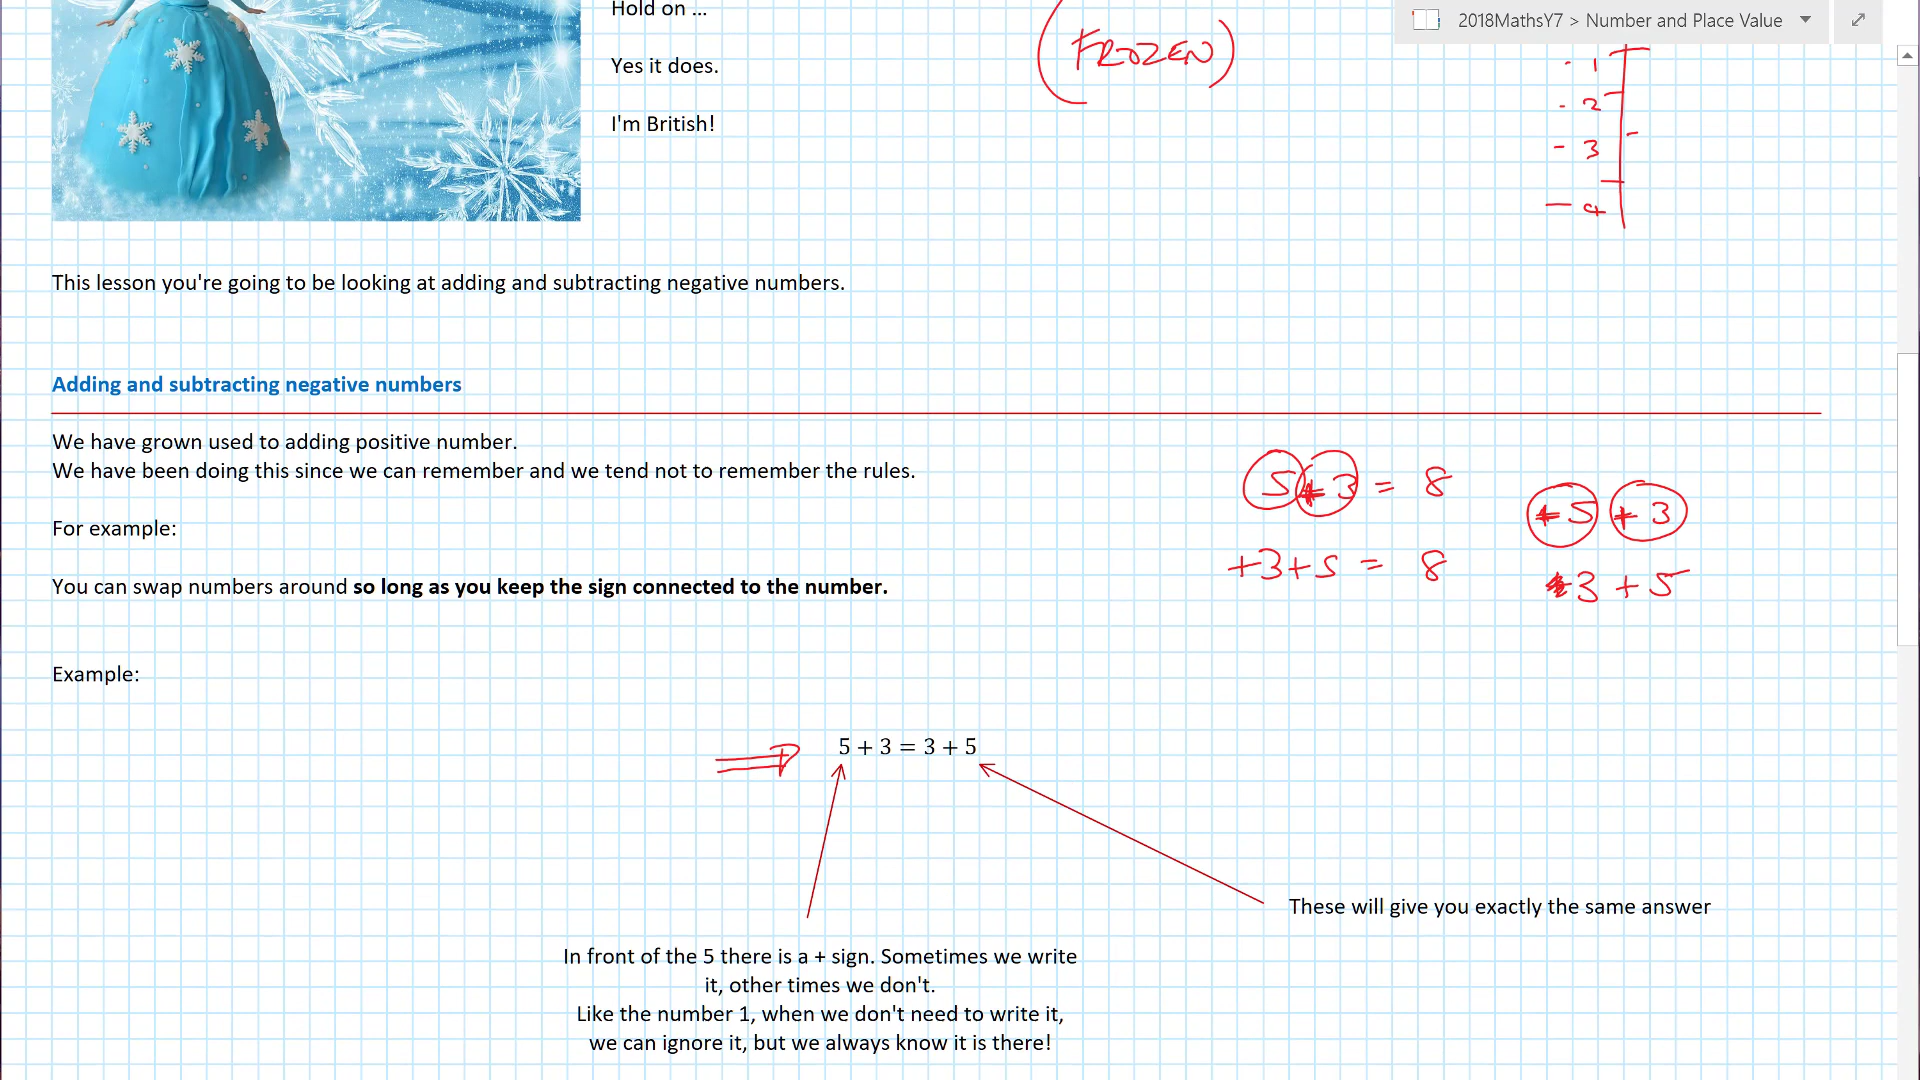 Hold on ...
Yes it does.
I'm British!
(FROZEN)
2018MathsY7 > Number and Place Value
- 1
- 2
- 3
- 4
This lesson you're going to be looking at adding and subtracting negative numbers.
Adding and subtracting negative numbers
We have grown used to adding positive number.
We have been doing this since we can remember and we tend not to remember the rules.
For example:
You can swap numbers around so long as you keep the sign connected to the number.
5 + 3 = 8
+3 + 5 = 8
+5 + 3
+3 + 5
Example:
5 + 3 = 3 + 5
These will give you exactly the same answer
In front of the 5 there is a + sign. Sometimes we write
it, other times we don't.
Like the number 1, when we don't need to write it,
we can ignore it, but we always know it is there!